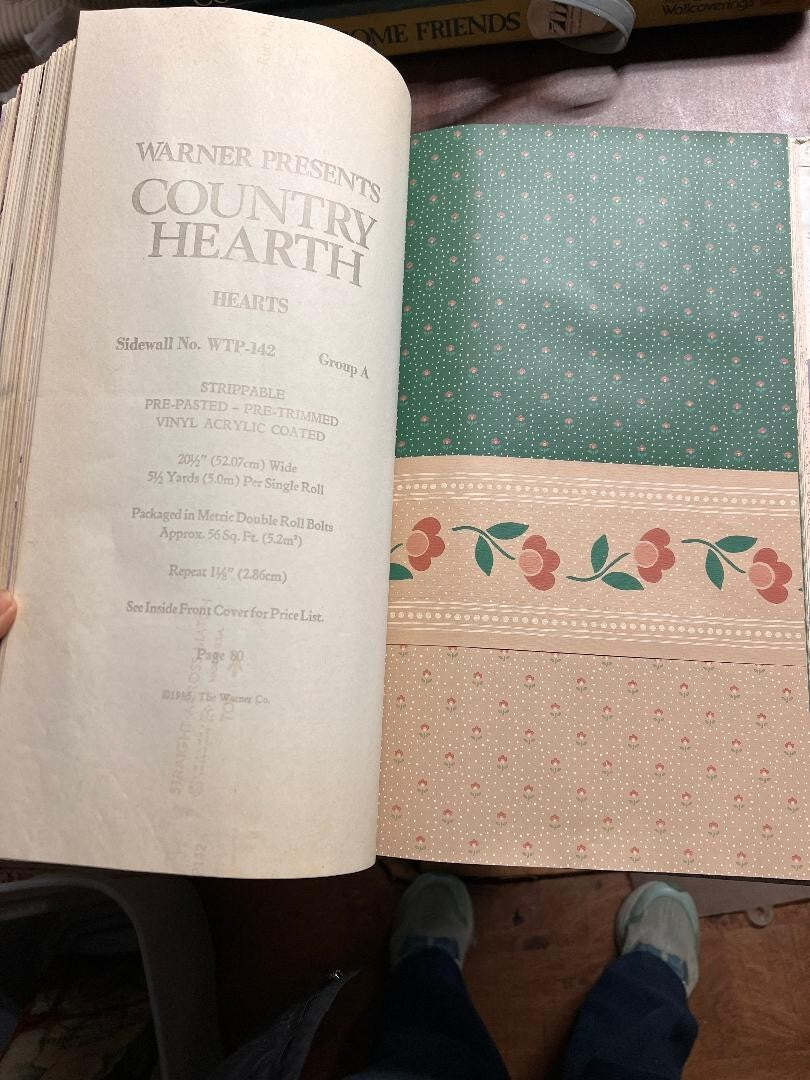 OME FRIENDS
Wallcoverings
WARNER PRESENTS
COUNTRY
HEARTH
HEARTS
Sidewall No. WTP-142
Group A
STRIPPABLE
PRE-PASTED – PRE-TRIMMED
VINYL ACRYLIC COATED
20½" (52.07cm) Wide
5½ Yards (5.0m) Per Single Roll
Packaged in Metric Double Roll Bolts
Approx. 56 Sq. Ft. (5.2m²)
Repeat 1⅛" (2.86cm)
See Inside Front Cover for Price List.
Page 80
The Warner Co.
STRAIGHT